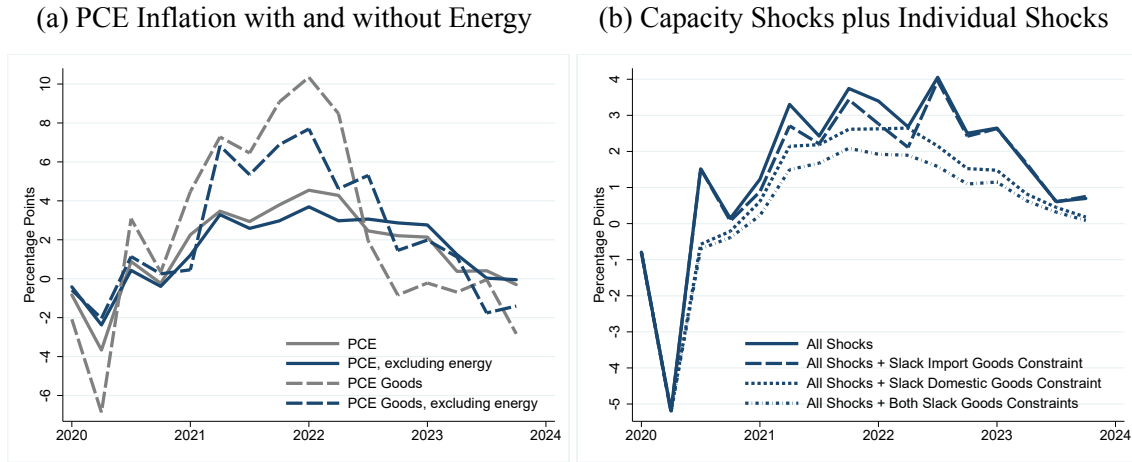 (a) PCE Inflation with and without Energy
Percentage Points
10
8
6
4
2
0
-2
-4
-6
PCE
PCE, excluding energy
PCE Goods
PCE Goods, excluding energy
2020 2021 2022 2023 2024
(b) Capacity Shocks plus Individual Shocks
Percentage Points
4
3
2
1
0
-1
-2
-3
-4
-5
All Shocks
All Shocks + Slack Import Goods Constraint
All Shocks + Slack Domestic Goods Constraint
All Shocks + Both Slack Goods Constraints
2020 2021 2022 2023 2024